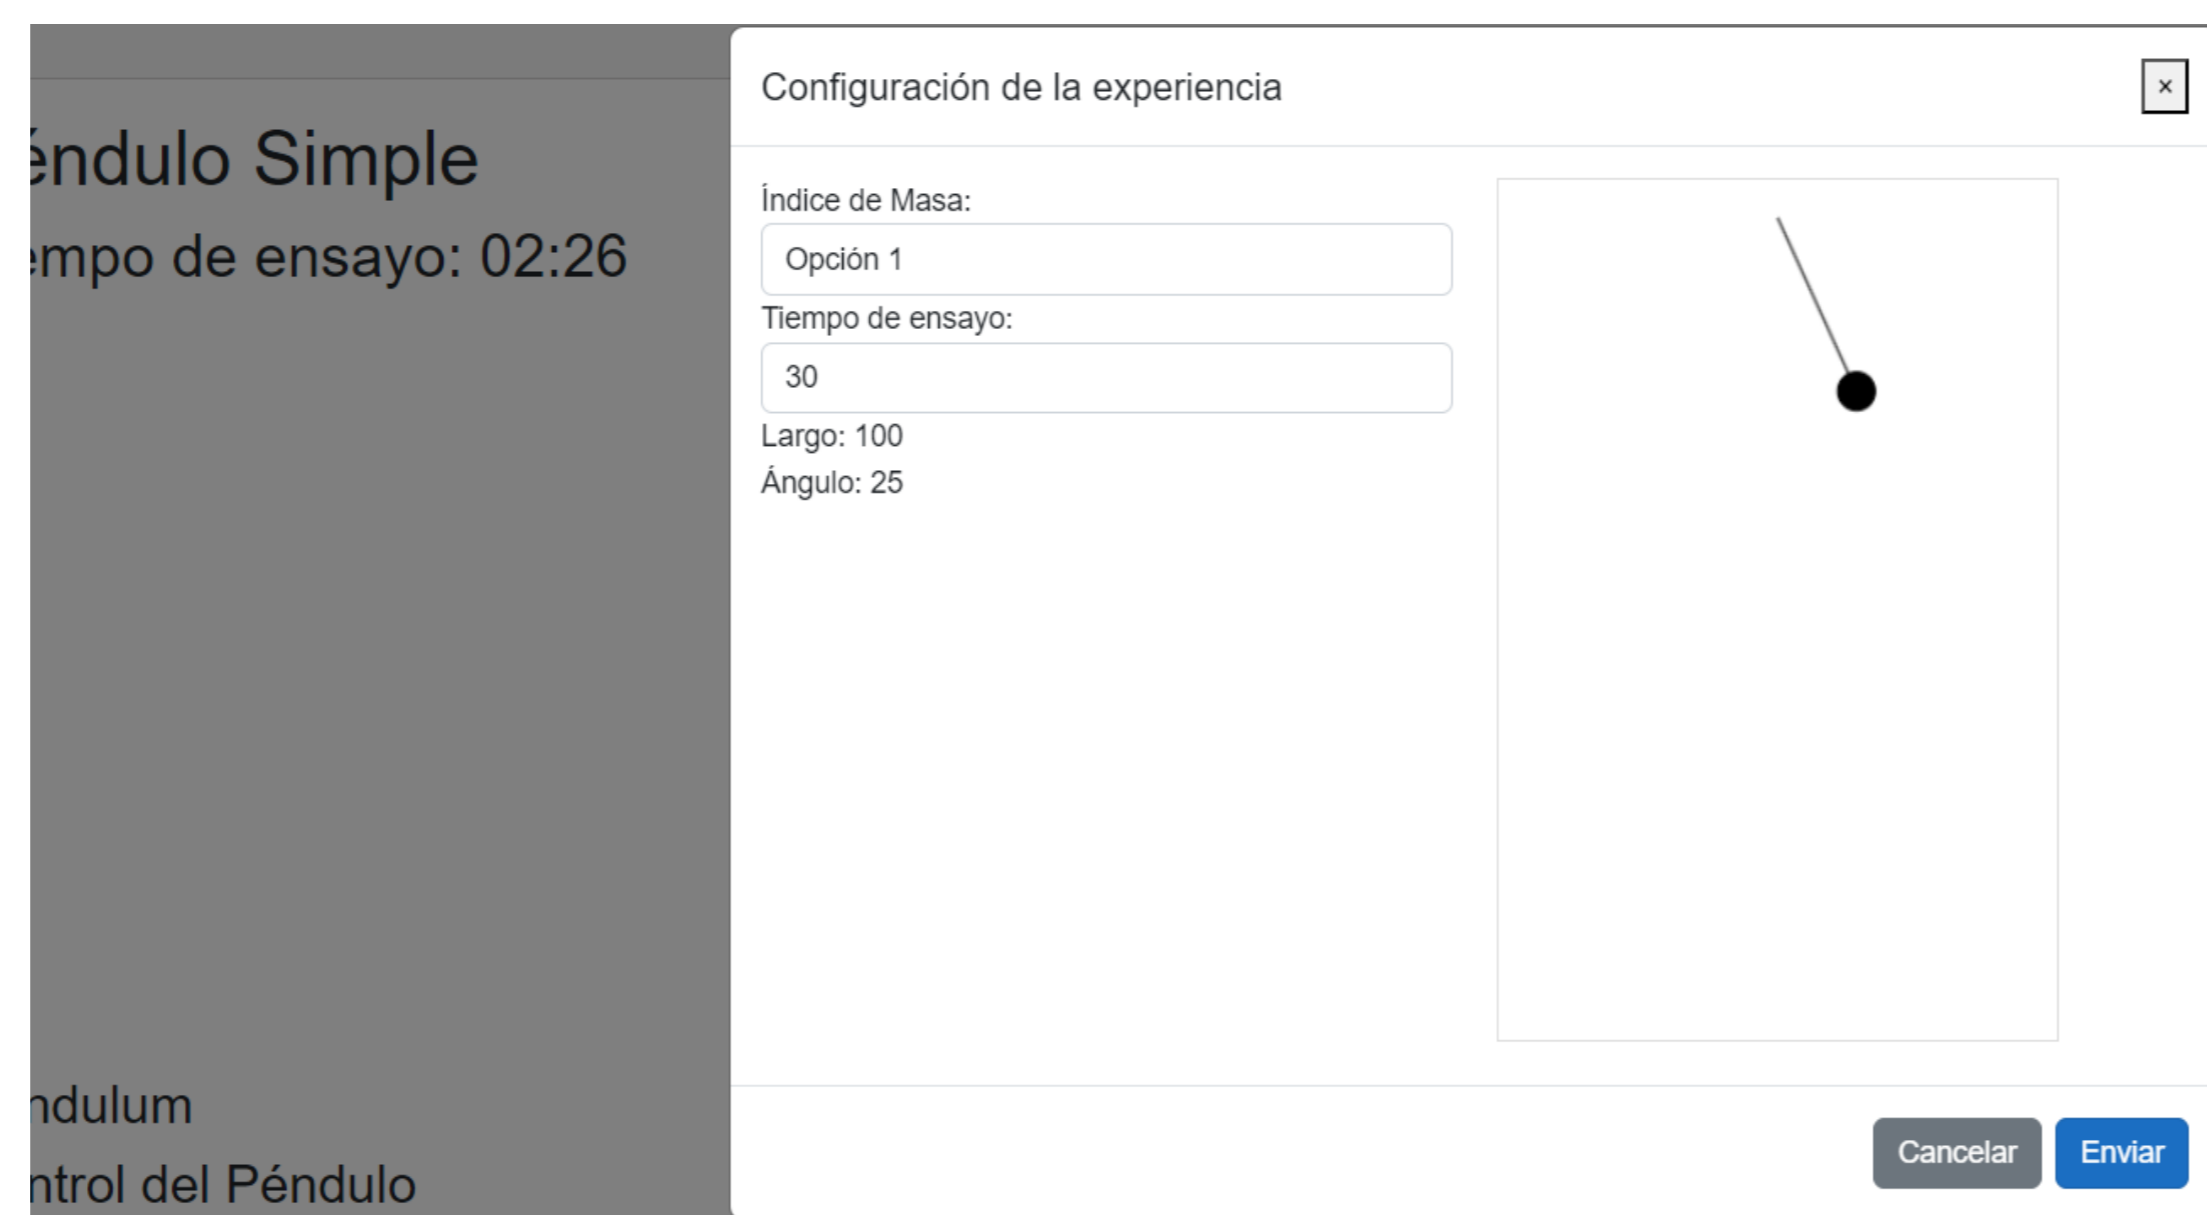 éndulo Simple
empo de ensayo: 02:26
ndulum
ntrol del Péndulo
Configuración de la experiencia
×
Índice de Masa:
Opción 1
Tiempo de ensayo:
30
Largo: 100
Ángulo: 25
Cancelar
Enviar